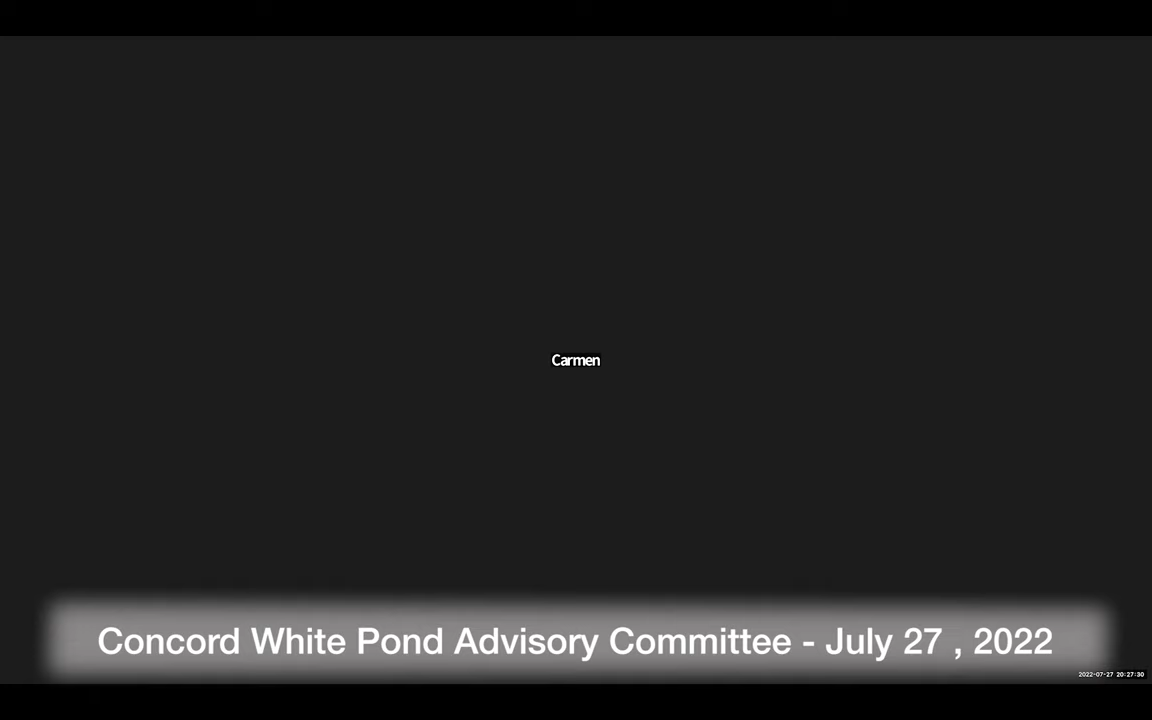 Carmen
Concord White Pond Advisory Committee - July 27 , 2022
2022-07-27 20:27:30